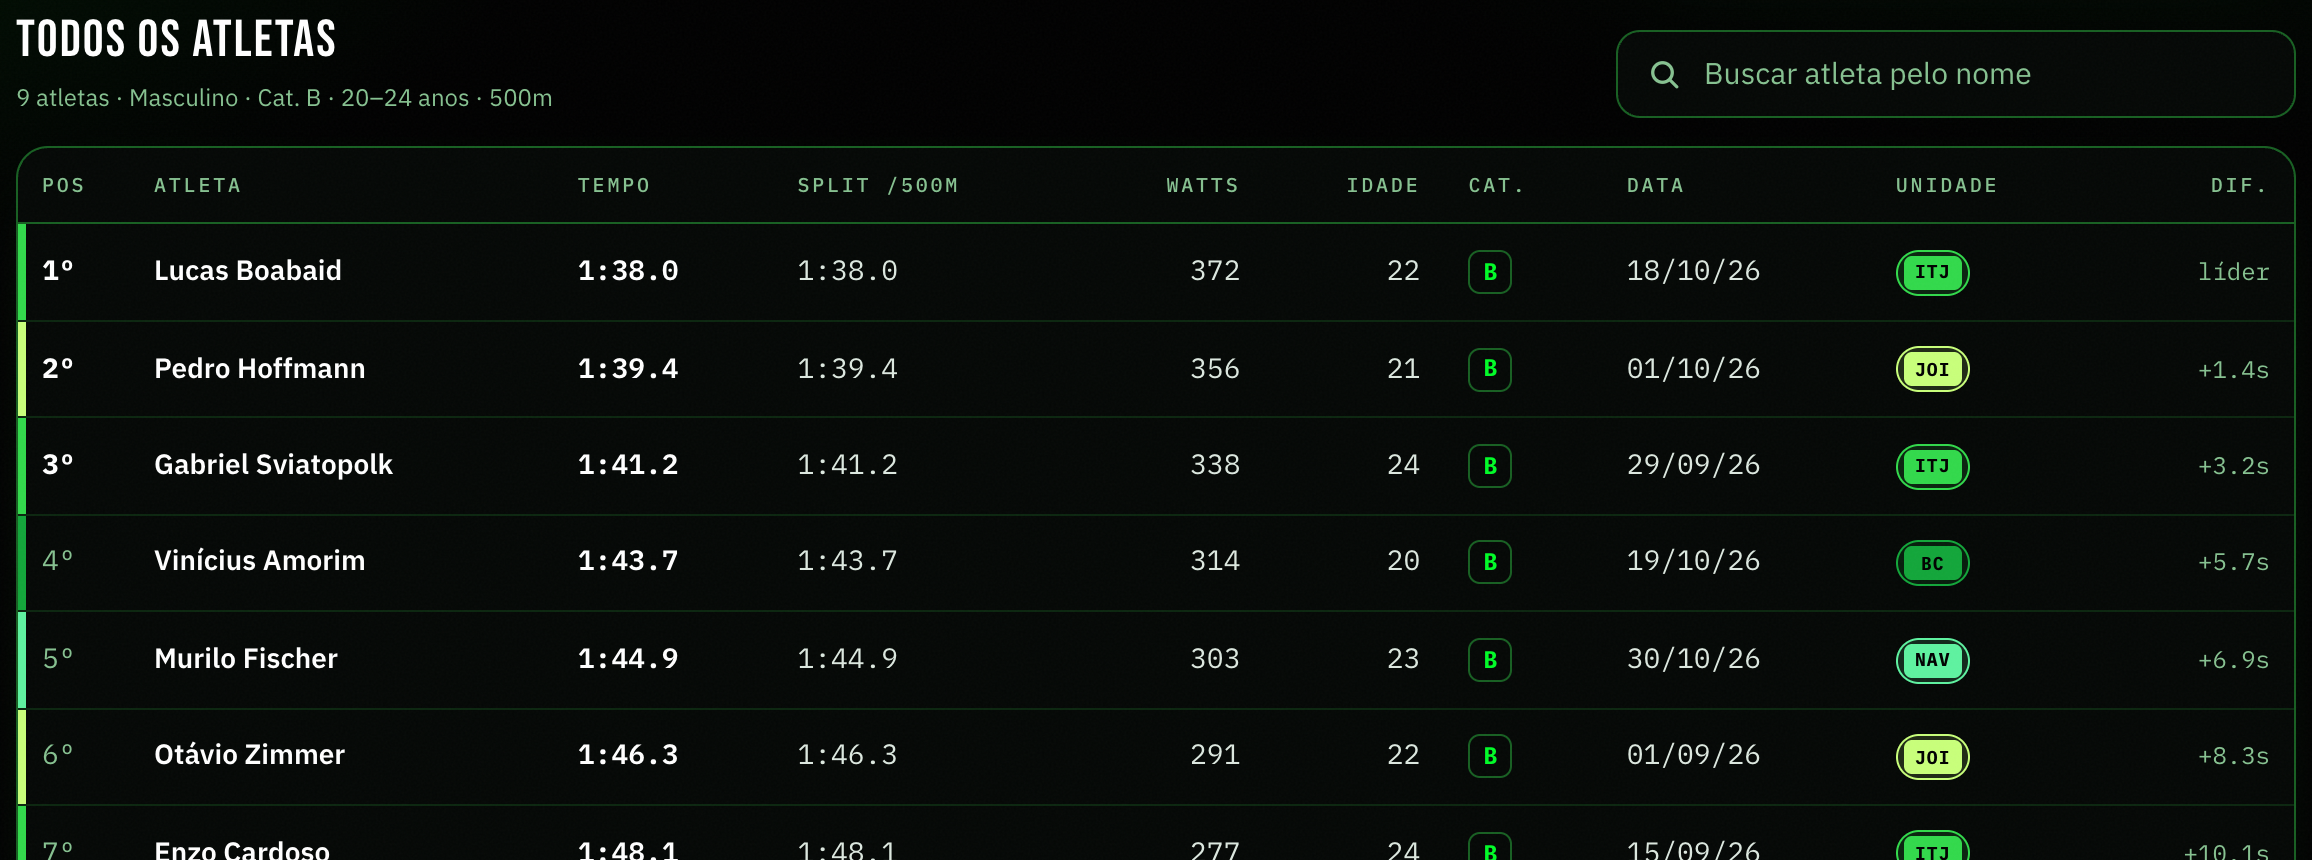 TODOS OS ATLETAS
9 atletas · Masculino · Cat. B · 20–24 anos · 500m
Buscar atleta pelo nome
POS ATLETA TEMPO SPLIT /500M WATTS IDADE CAT. DATA UNIDADE DIF.
1º Lucas Boabaid 1:38.0 1:38.0 372 22 B 18/10/26 ITJ líder
2º Pedro Hoffmann 1:39.4 1:39.4 356 21 B 01/10/26 JOI +1.4s
3º Gabriel Sviatopolk 1:41.2 1:41.2 338 24 B 29/09/26 ITJ +3.2s
4º Vinícius Amorim 1:43.7 1:43.7 314 20 B 19/10/26 BC +5.7s
5º Murilo Fischer 1:44.9 1:44.9 303 23 B 30/10/26 NAV +6.9s
6º Otávio Zimmer 1:46.3 1:46.3 291 22 B 01/09/26 JOI +8.3s
7º Enzo Cardoso 1:48.1 1:48.1 277 24 B 15/09/26 ITJ +10.1s